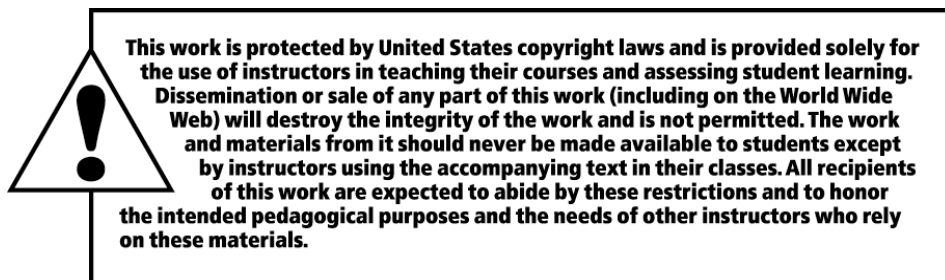 This work is protected by United States copyright laws and is provided solely for
the use of instructors in teaching their courses and assessing student learning.
Dissemination or sale of any part of this work (including on the World Wide
Web) will destroy the integrity of the work and is not permitted. The work
and materials from it should never be made available to students except
by instructors using the accompanying text in their classes. All recipients
of this work are expected to abide by these restrictions and to honor
the intended pedagogical purposes and the needs of other instructors who rely
on these materials.